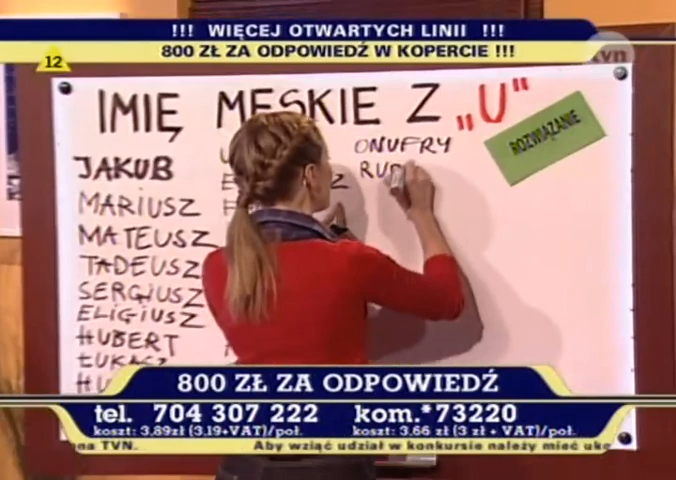 !!! WIĘCEJ OTWARTYCH LINII !!!
800 ZŁ ZA ODPOWIEDŹ W KOPERCIE !!!
tvn
12
IMIĘ MĘSKIE Z „U"
ROZWIĄZANIE
JAKUB
MARIUSZ
MATEUSZ
TADEUSZ
SERGIUSZ
ELIGIUSZ
HUBERT
ŁUKASZ
ONUFRY
800 ZŁ ZA ODPOWIEDŹ
tel. 704 307 222 kom.*73220
koszt: 3.89zł (3.19+VAT)/poł. koszt: 3.66 zł (3 zł + VAT)/poł.
TVN. Aby wziąć udział w konkursie należy mieć